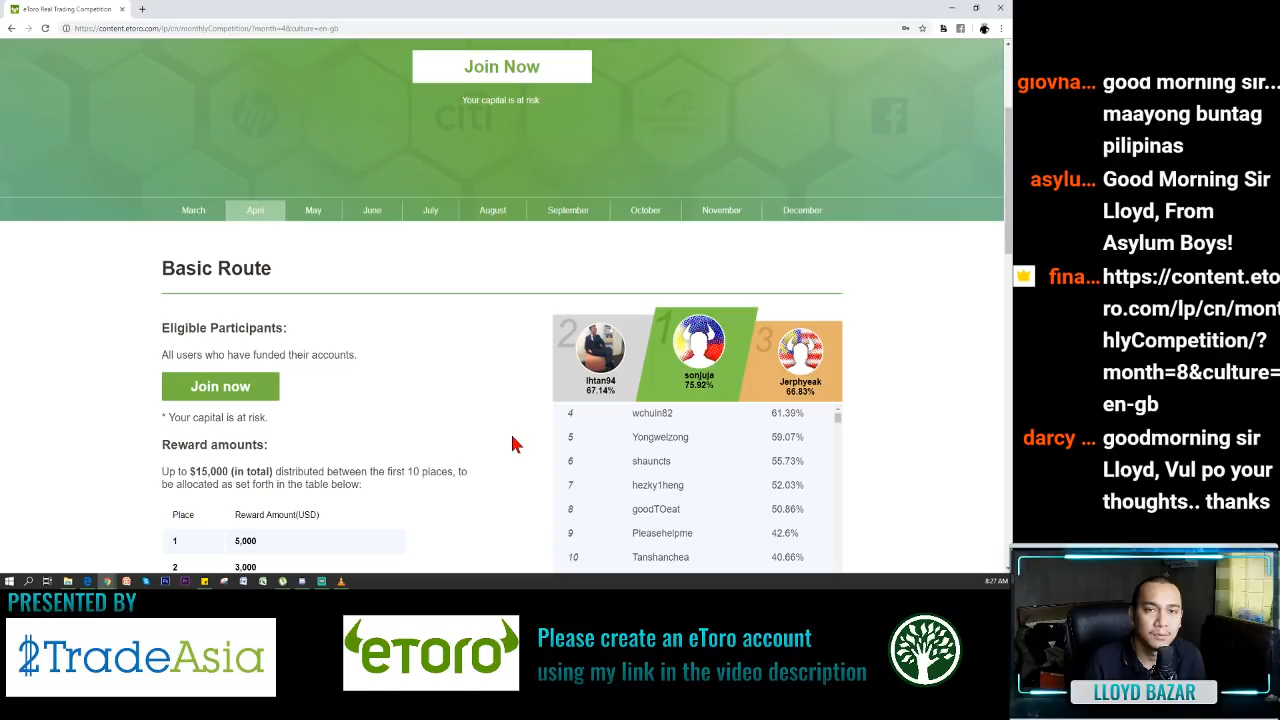 eToro Real Trading Competition
https://content.etoro.com/lp/cn/monthlyCompetition/?month=4&culture=en-gb
Join Now
Your capital is at risk
hp
citi
March
April
May
June
July
August
September
October
November
December
Basic Route
Eligible Participants:
All users who have funded their accounts.
Join now
* Your capital is at risk.
Reward amounts:
Up to $15,000 (in total) distributed between the first 10 places, to
be allocated as set forth in the table below:
Place Reward Amount(USD)
1 5,000
2 3,000
2
lhtan94
67.14%
1
sonjuja
75.92%
3
Jerphyeak
66.83%
4 wchuin82 61.39%
5 Yongweizong 59.07%
6 shauncts 55.73%
7 hezky1heng 52.03%
8 goodTOeat 50.86%
9 Pleasehelpme 42.6%
10 Tanshanchea 40.66%
8:27 AM
giovna... good morning sir...
maayong buntag
pilipinas
asylu... Good Morning Sir
Lloyd, From
Asylum Boys!
fina... https://content.eto
ro.com/lp/cn/mont
hlyCompetition/?
month=8&culture=
en-gb
darcy ... goodmorning sir
Lloyd, Vul po your
thoughts.. thanks
PRESENTED BY
2TradeAsia
eToro
Please create an eToro account
using my link in the video description
LLOYD BAZAR